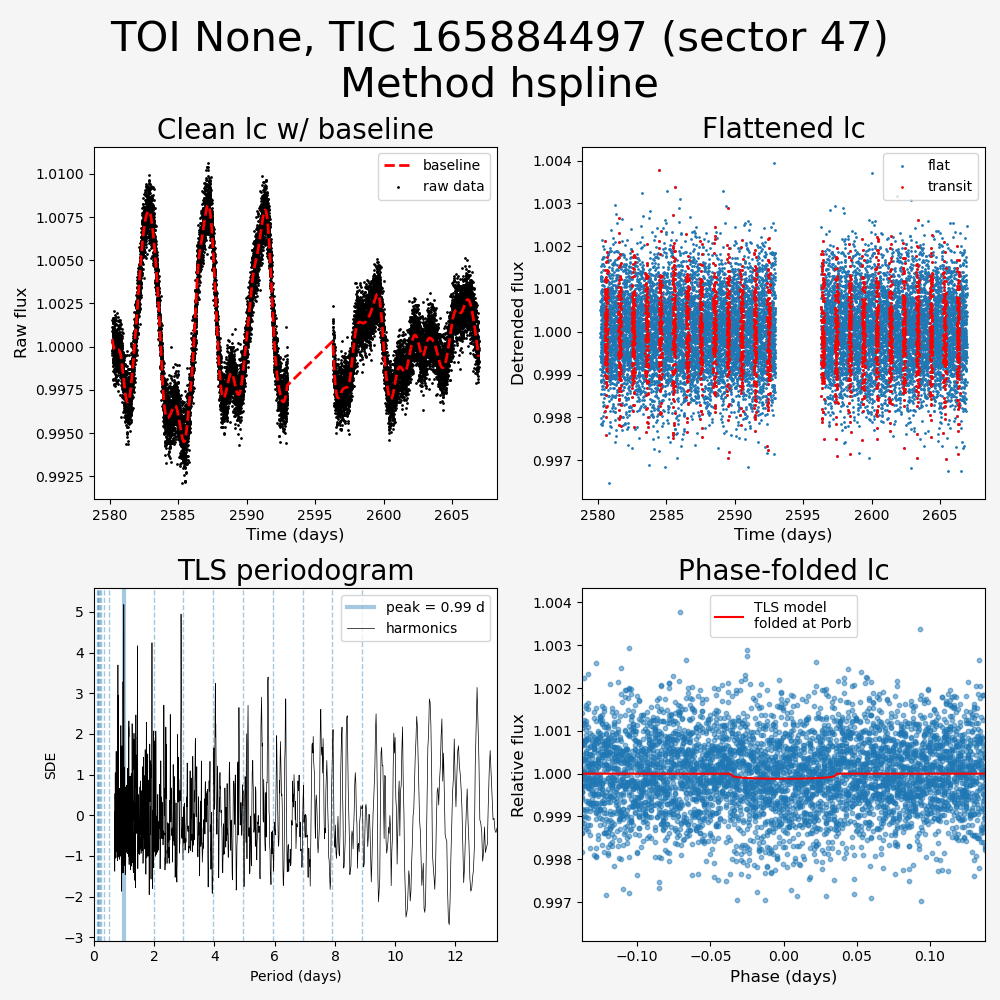 TOI None, TIC 165884497 (sector 47)
Method hspline
Clean lc w/ baseline
Raw flux
1.0100
1.0075
1.0050
1.0025
1.0000
0.9975
0.9950
0.9925
baseline
raw data
2580 2585 2590 2595 2600 2605
Time (days)
Flattened lc
Detrended flux
1.004
1.003
1.002
1.001
1.000
0.999
0.998
0.997
flat
transit
2580 2585 2590 2595 2600 2605
Time (days)
TLS periodogram
SDE
5
4
3
2
1
0
−1
−2
−3
peak = 0.99 d
harmonics
0 2 4 6 8 10 12
Period (days)
Phase-folded lc
Relative flux
1.004
1.003
1.002
1.001
1.000
0.999
0.998
0.997
TLS model
folded at Porb
−0.10 −0.05 0.00 0.05 0.10
Phase (days)